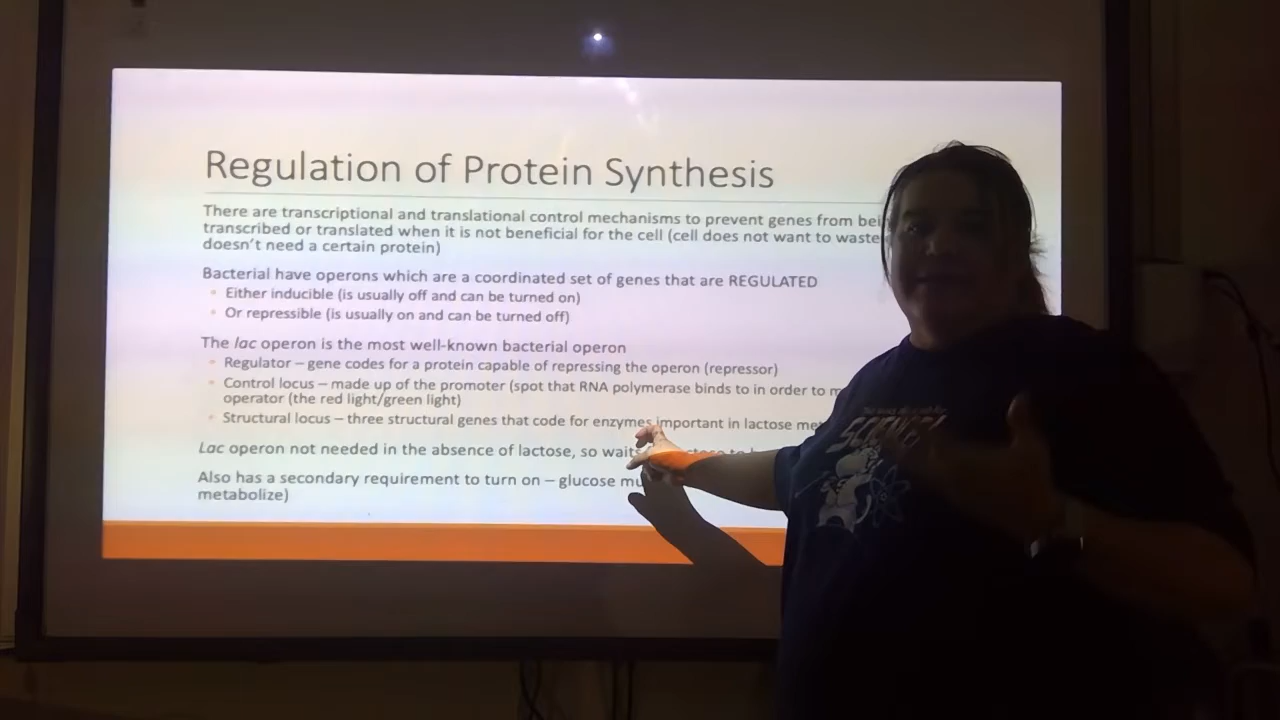 Regulation of Protein Synthesis
There are transcriptional and translational control mechanisms to prevent genes from
transcribed or translated when it is not beneficial for the cell (cell does not want to waste
doesn't need a certain protein)
Bacterial have operons which are a coordinated set of genes that are REGULATED
• Either inducible (is usually off and can be turned on)
• Or repressible (is usually on and can be turned off)
The lac operon is the most well-known bacterial operon
• Regulator – gene codes for a protein capable of repressing the operon (repressor)
• Control locus – made up of the promoter (spot that RNA polymerase binds to in order to
operator (the red light/green light)
• Structural locus – three structural genes that code for enzymes important in lactose
Lac operon not needed in the absence of lactose, so waits
Also has a secondary requirement to turn on – glucose
metabolize)
SCIENCE!